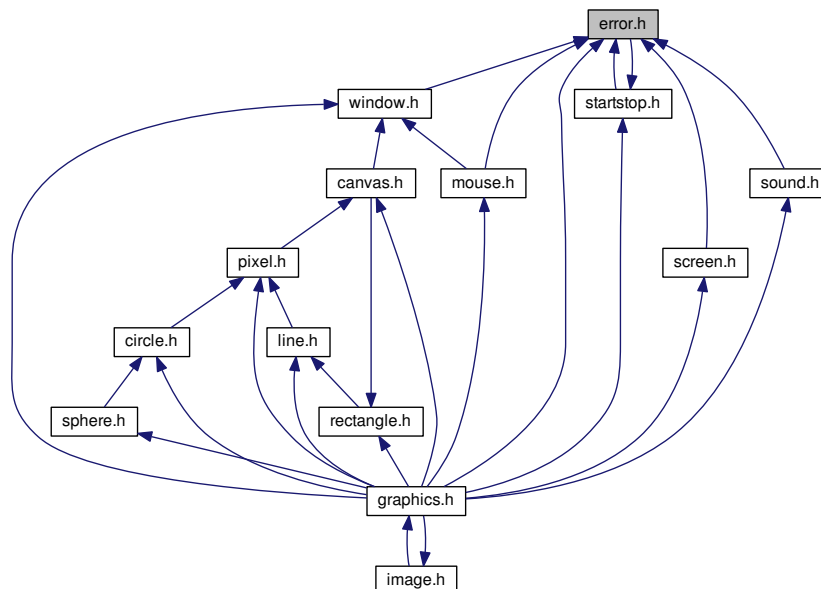 error.h
window.h
startstop.h
canvas.h
mouse.h
sound.h
pixel.h
screen.h
circle.h
line.h
sphere.h
rectangle.h
graphics.h
image.h